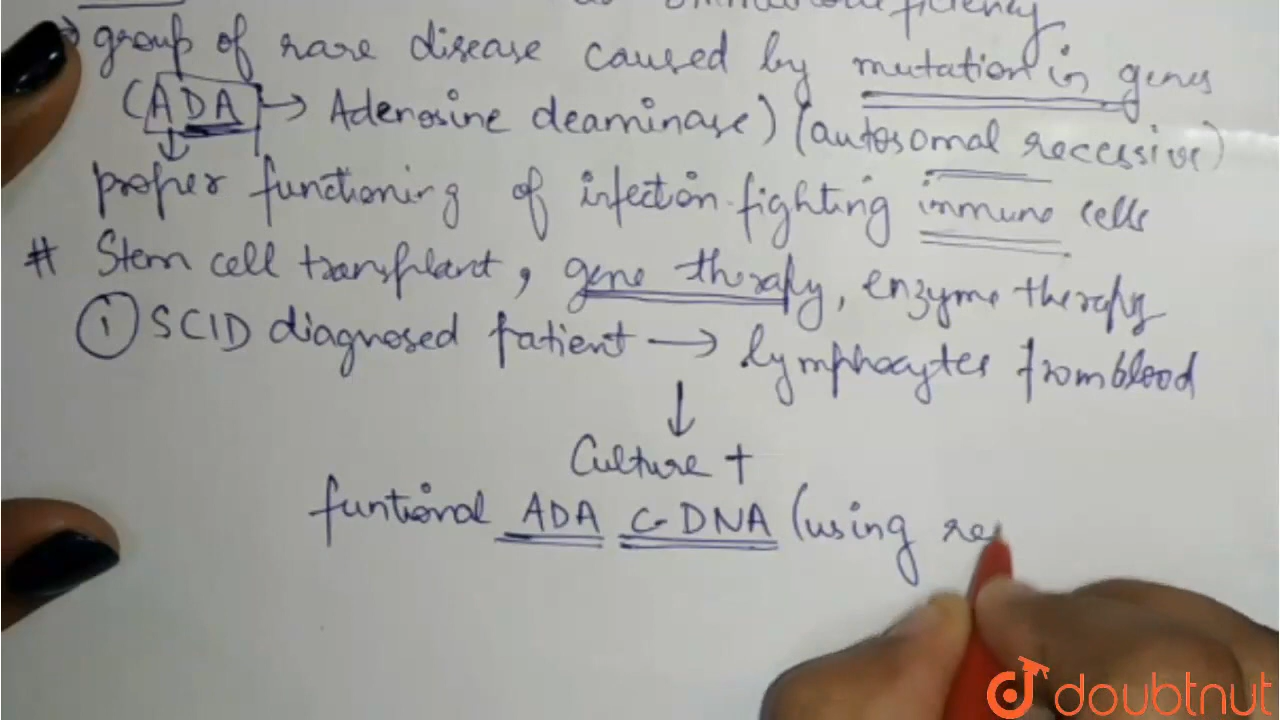 immunodeficiency
→ group of rare disease caused by mutation in genes
(ADA → Adenosine deaminase) (autosomal recessive)
↓
proper functioning of infection-fighting immune cells
# Stem cell transplant, gene therapy, enzyme therapy
(i) SCID diagnosed patient → lymphocytes from blood
↓
Culture +
funtional ADA c-DNA (using re
doubtnut